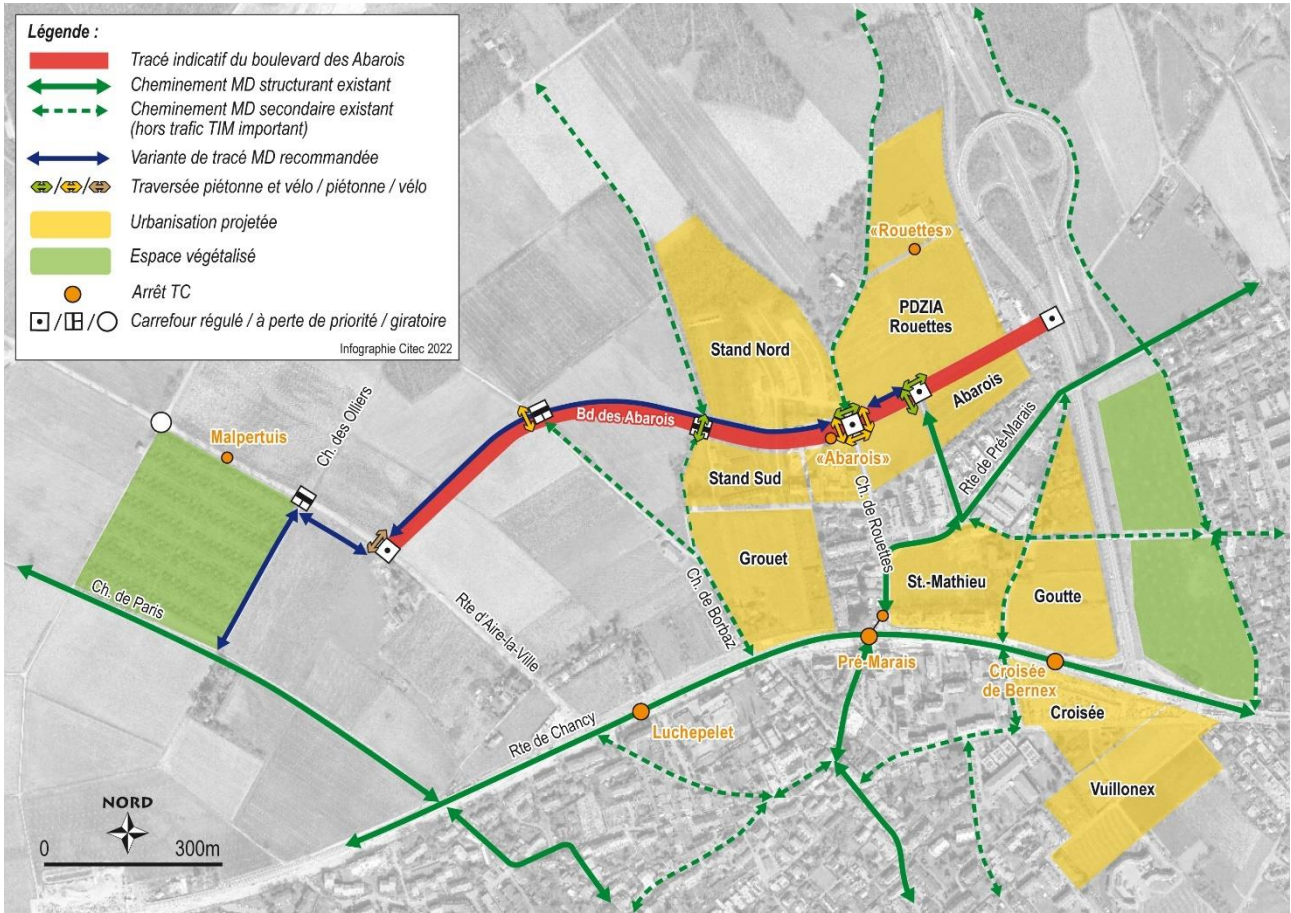 Légende :
Tracé indicatif du boulevard des Abarois
Cheminement MD structurant existant
Cheminement MD secondaire existant
(hors trafic TIM important)
Variante de tracé MD recommandée
Traversée piétonne et vélo / piétonne / vélo
Urbanisation projetée
Espace végétalisé
Arrêt TC
Carrefour régulé / à perte de priorité / giratoire
Infographie Citec 2022
«Rouettes»
PDZIA
Rouettes
Stand Nord
Abarois
Bd des Abarois
«Abarois»
Ch. des Olliers
Malpertuis
Rte de Pré-Marais
Stand Sud
Ch. de Rouettes
Grouet
St.-Mathieu
Goutte
Ch. de Paris
Rte d'Aire-la-Ville
Ch. de Borbaz
Pré-Marais
Croisée
de Bernex
Croisée
Luchepelet
Rte de Chancy
Vuillonex
NORD
0 300m